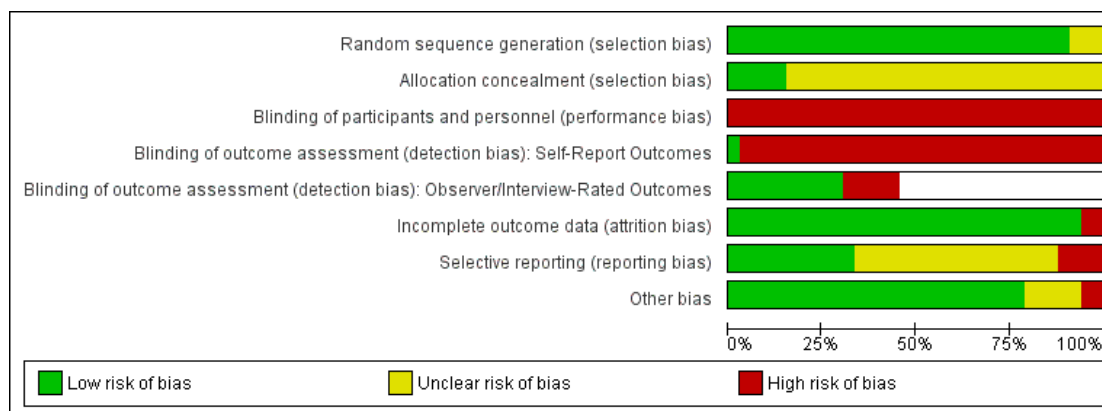 Random sequence generation (selection bias)
Allocation concealment (selection bias)
Blinding of participants and personnel (performance bias)
Blinding of outcome assessment (detection bias): Self-Report Outcomes
Blinding of outcome assessment (detection bias): Observer/Interview-Rated Outcomes
Incomplete outcome data (attrition bias)
Selective reporting (reporting bias)
Other bias
0% 25% 50% 75% 100%
Low risk of bias Unclear risk of bias High risk of bias